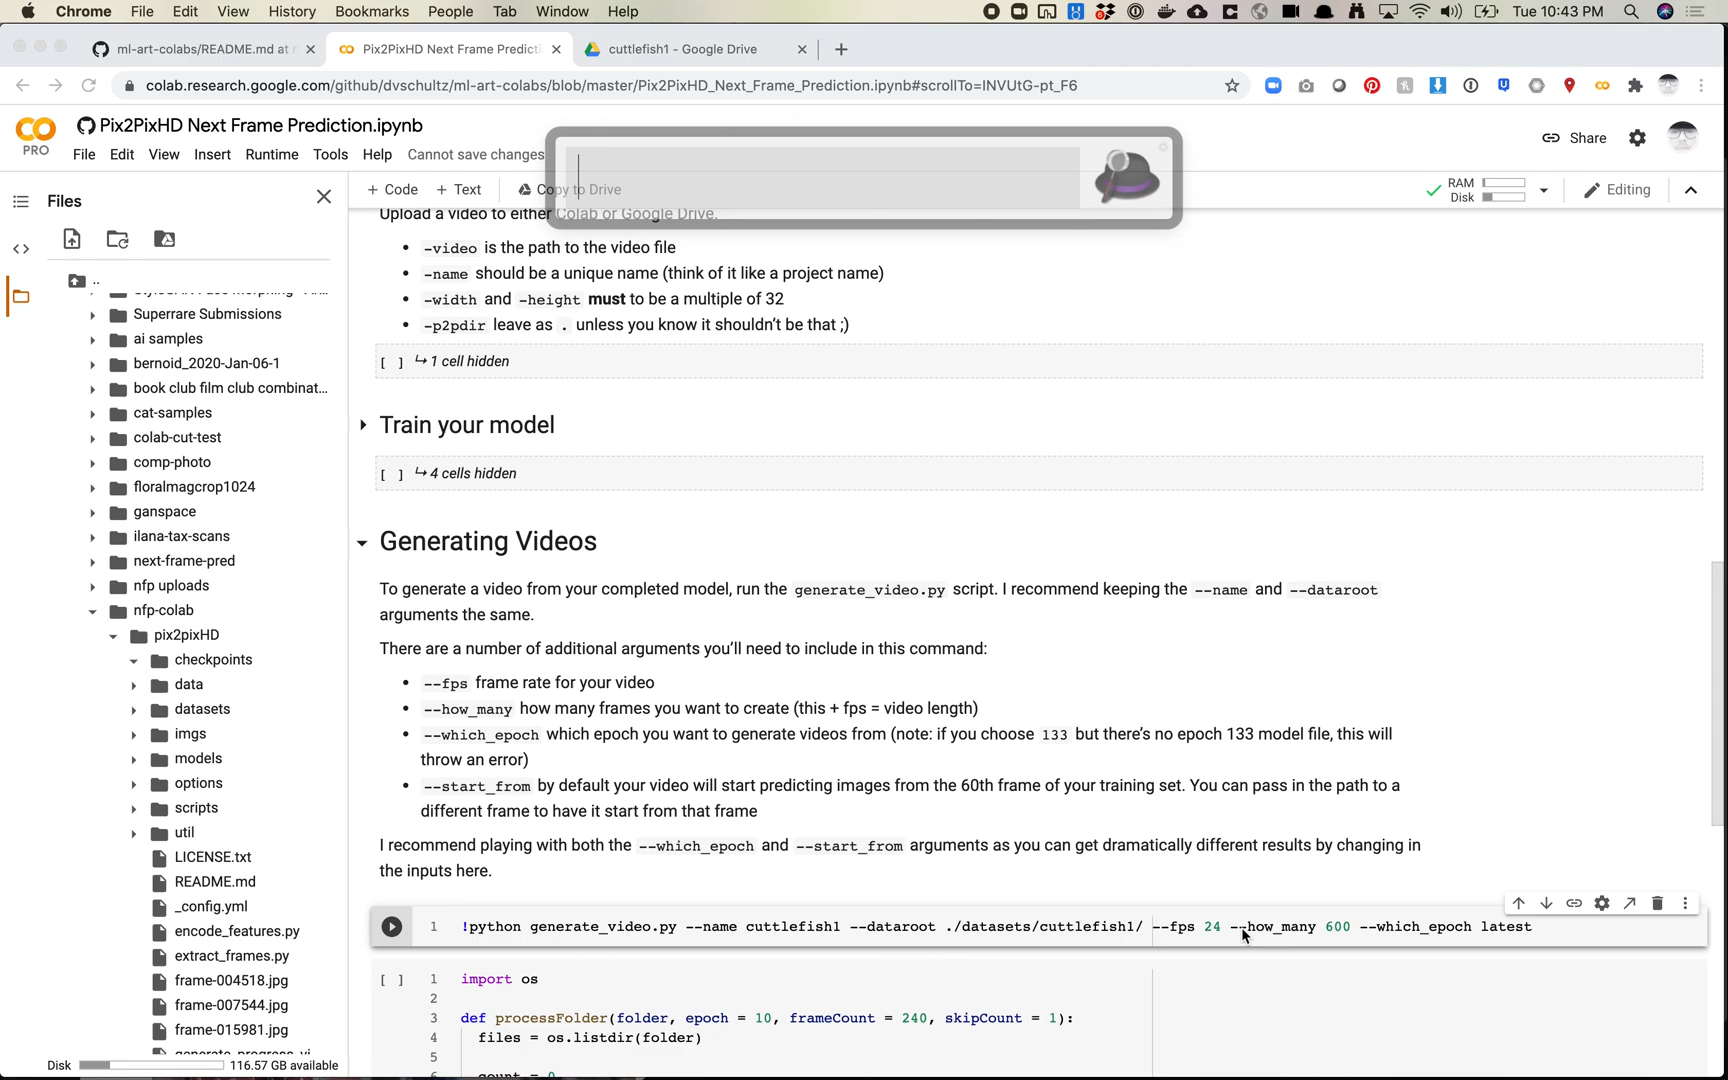 Chrome File Edit View History Bookmarks People Tab Window Help Tue 10:43 PM
ml-art-colabs/README.md at m
Pix2PixHD Next Frame Predicti
cuttlefish1 - Google Drive
colab.research.google.com/github/dvschultz/ml-art-colabs/blob/master/Pix2PixHD_Next_Frame_Prediction.ipynb#scrollTo=INVUtG-pt_F6
CO PRO
Pix2PixHD Next Frame Prediction.ipynb
File Edit View Insert Runtime Tools Help Cannot save changes
Share
Files
+ Code + Text Copy to Drive
RAM
Disk
Editing
..
Superrare Submissions
ai samples
bernoid_2020-Jan-06-1
book club film club combinat...
cat-samples
colab-cut-test
comp-photo
floralmagcrop1024
ganspace
ilana-tax-scans
next-frame-pred
nfp uploads
nfp-colab
pix2pixHD
checkpoints
data
datasets
imgs
models
options
scripts
util
LICENSE.txt
README.md
_config.yml
encode_features.py
extract_frames.py
frame-004518.jpg
frame-007544.jpg
frame-015981.jpg
Disk 116.57 GB available
Upload a video to either Colab or Google Drive.
• -video is the path to the video file
• -name should be a unique name (think of it like a project name)
• -width and -height must to be a multiple of 32
• -p2pdir leave as . unless you know it shouldn't be that ;)
[ ] ↳ 1 cell hidden
Train your model
[ ] ↳ 4 cells hidden
Generating Videos
To generate a video from your completed model, run the generate_video.py script. I recommend keeping the --name and --dataroot
arguments the same.
There are a number of additional arguments you'll need to include in this command:
• --fps frame rate for your video
• --how_many how many frames you want to create (this + fps = video length)
• --which_epoch which epoch you want to generate videos from (note: if you choose 133 but there's no epoch 133 model file, this will
throw an error)
• --start_from by default your video will start predicting images from the 60th frame of your training set. You can pass in the path to a
different frame to have it start from that frame
I recommend playing with both the --which_epoch and --start_from arguments as you can get dramatically different results by changing in
the inputs here.
1 !python generate_video.py --name cuttlefish1 --dataroot ./datasets/cuttlefish1/ --fps 24 --how_many 600 --which_epoch latest
[ ] 1 import os
2
3 def processFolder(folder, epoch = 10, frameCount = 240, skipCount = 1):
4 files = os.listdir(folder)
5
6 count = 0